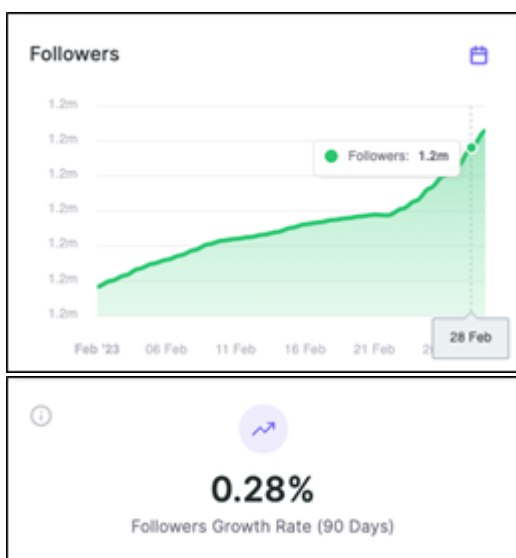 Followers
1.2m
1.2m
Followers: 1.2m
1.2m
1.2m
1.2m
1.2m
1.2m
28 Feb
Feb '23 06 Feb 11 Feb 16 Feb 21 Feb
0.28%
Followers Growth Rate (90 Days)